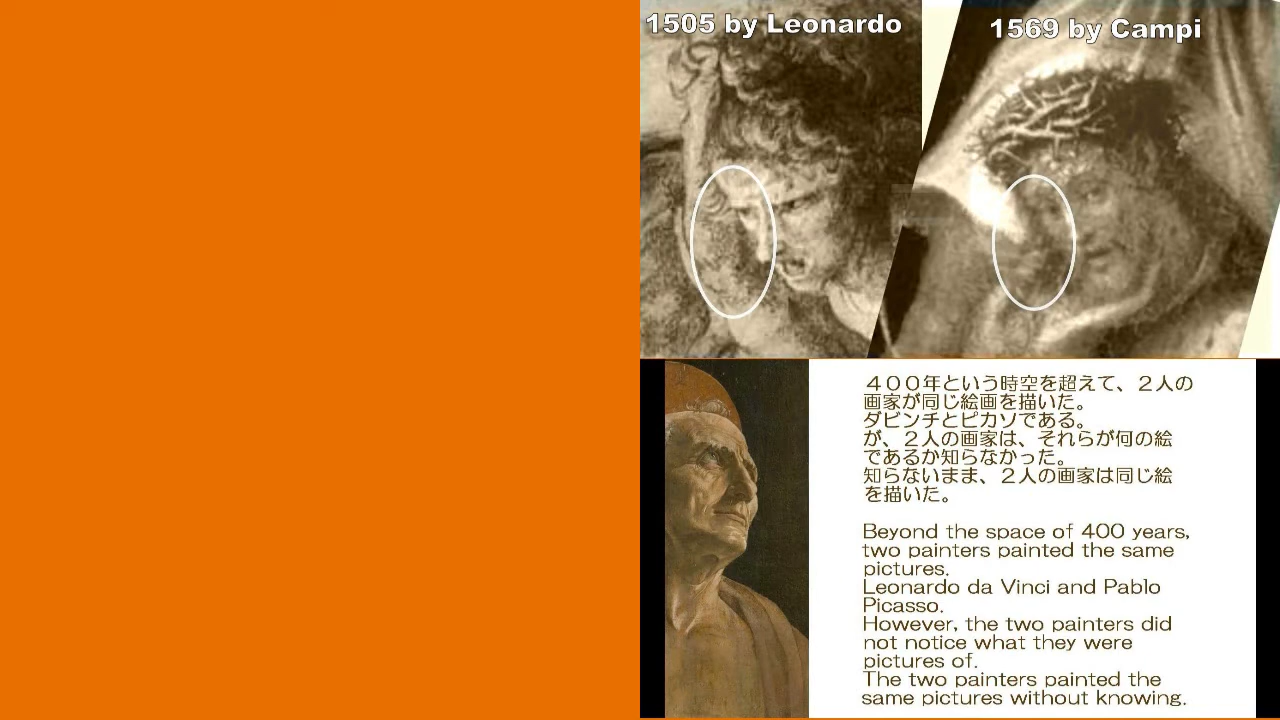 1505 by Leonardo
1569 by Campi
４００年という時空を超えて、２人の
画家が同じ絵画を描いた。
ダビンチとピカソである。
が、２人の画家は、それらが何の絵
であるか知らなかった。
知らないまま、２人の画家は同じ絵
を描いた。
Beyond the space of 400 years,
two painters painted the same
pictures.
Leonardo da Vinci and Pablo
Picasso.
However, the two painters did
not notice what they were
pictures of.
The two painters painted the
same pictures without knowing.